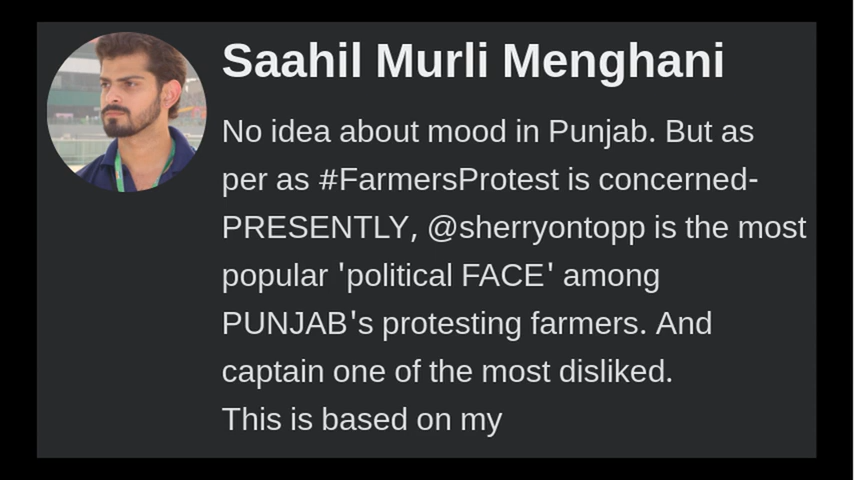 Saahil Murli Menghani
No idea about mood in Punjab. But as
per as #FarmersProtest is concerned-
PRESENTLY, @sherryontopp is the most
popular 'political FACE' among
PUNJAB's protesting farmers. And
captain one of the most disliked.
This is based on my